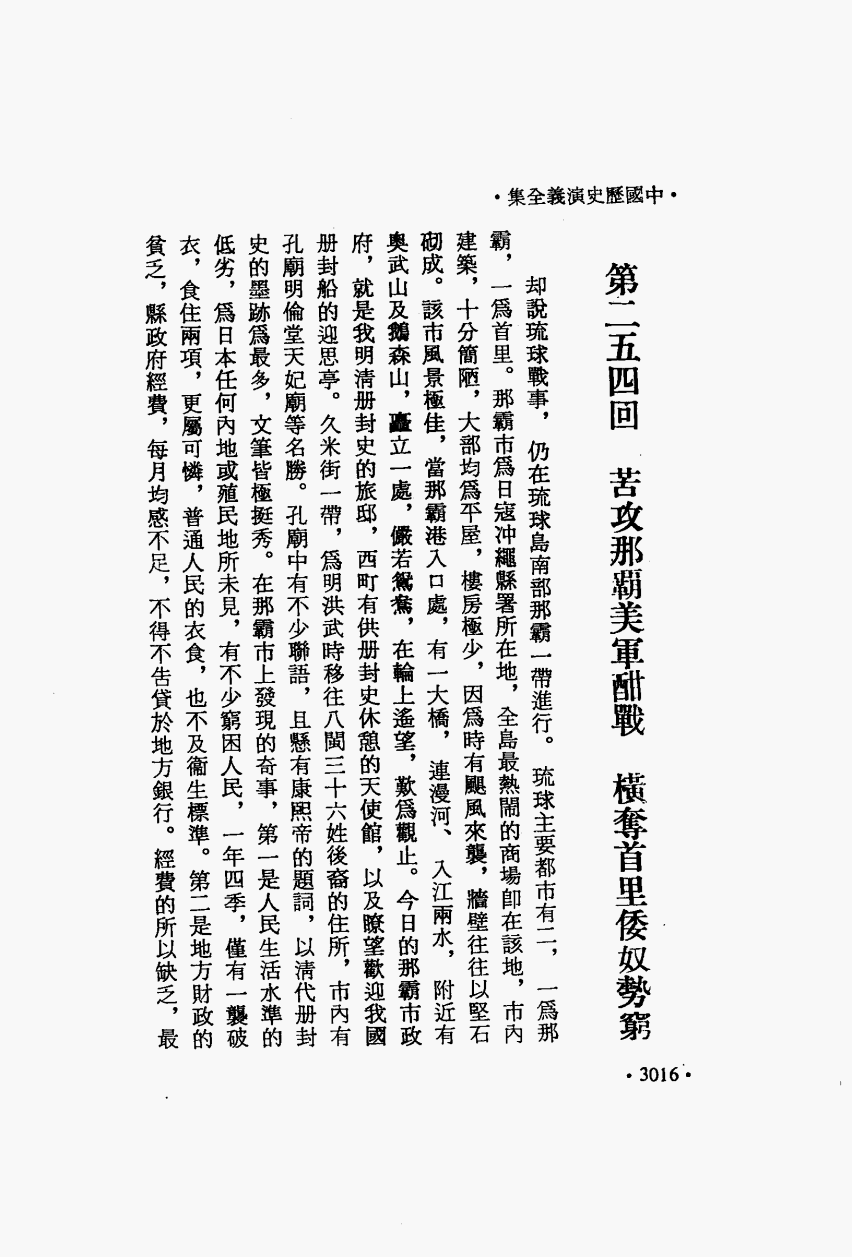 •中國歷史演義全集•
第二五四回　苦攻那霸美軍酣戰　橫奪首里倭奴勢窮
却說琉球戰事，仍在琉球島南部那霸一帶進行。琉球主要都市有二，一爲那
霸，一爲首里。那霸市爲日寇冲繩縣署所在地，全島最熱鬧的商場卽在該地，市內
建築，十分簡陋，大部均爲平屋，樓房極少，因爲時有颶風來襲，牆壁往往以堅石
砌成。該市風景極佳，當那霸港入口處，有一大橋，連漫河、入江兩水，附近有
奧武山及鵝森山，矗立一處，儼若鴛鴦，在輪上遙望，歎爲觀止。今日的那霸市政
府，就是我明淸册封史的旅邸，西町有供册封史休憩的天使館，以及瞭望歡迎我國
册封船的迎思亭。久米街一帶，爲明洪武時移往八閩三十六姓後裔的住所，市內有
孔廟明倫堂天妃廟等名勝。孔廟中有不少聯語，且懸有康熙帝的題詞，以淸代册封
史的墨跡爲最多，文筆皆極挺秀。在那霸市上發現的奇事，第一是人民生活水準的
低劣，爲日本任何內地或殖民地所未見，有不少窮困人民，一年四季，僅有一襲破
衣，食住兩項，更屬可憐，普通人民的衣食，也不及衞生標準。第二是地方財政的
貧乏，縣政府經費，每月均感不足，不得不告貸於地方銀行。經費的所以缺乏，最
•3016•